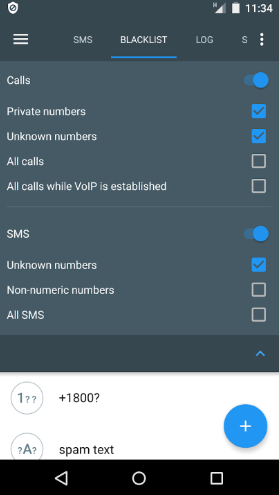 H
11:34
SMS
BLACKLIST
LOG
S
Calls
Private numbers
Unknown numbers
All calls
All calls while VoIP is established
SMS
Unknown numbers
Non-numeric numbers
All SMS
1?? +1800?
?A? spam text